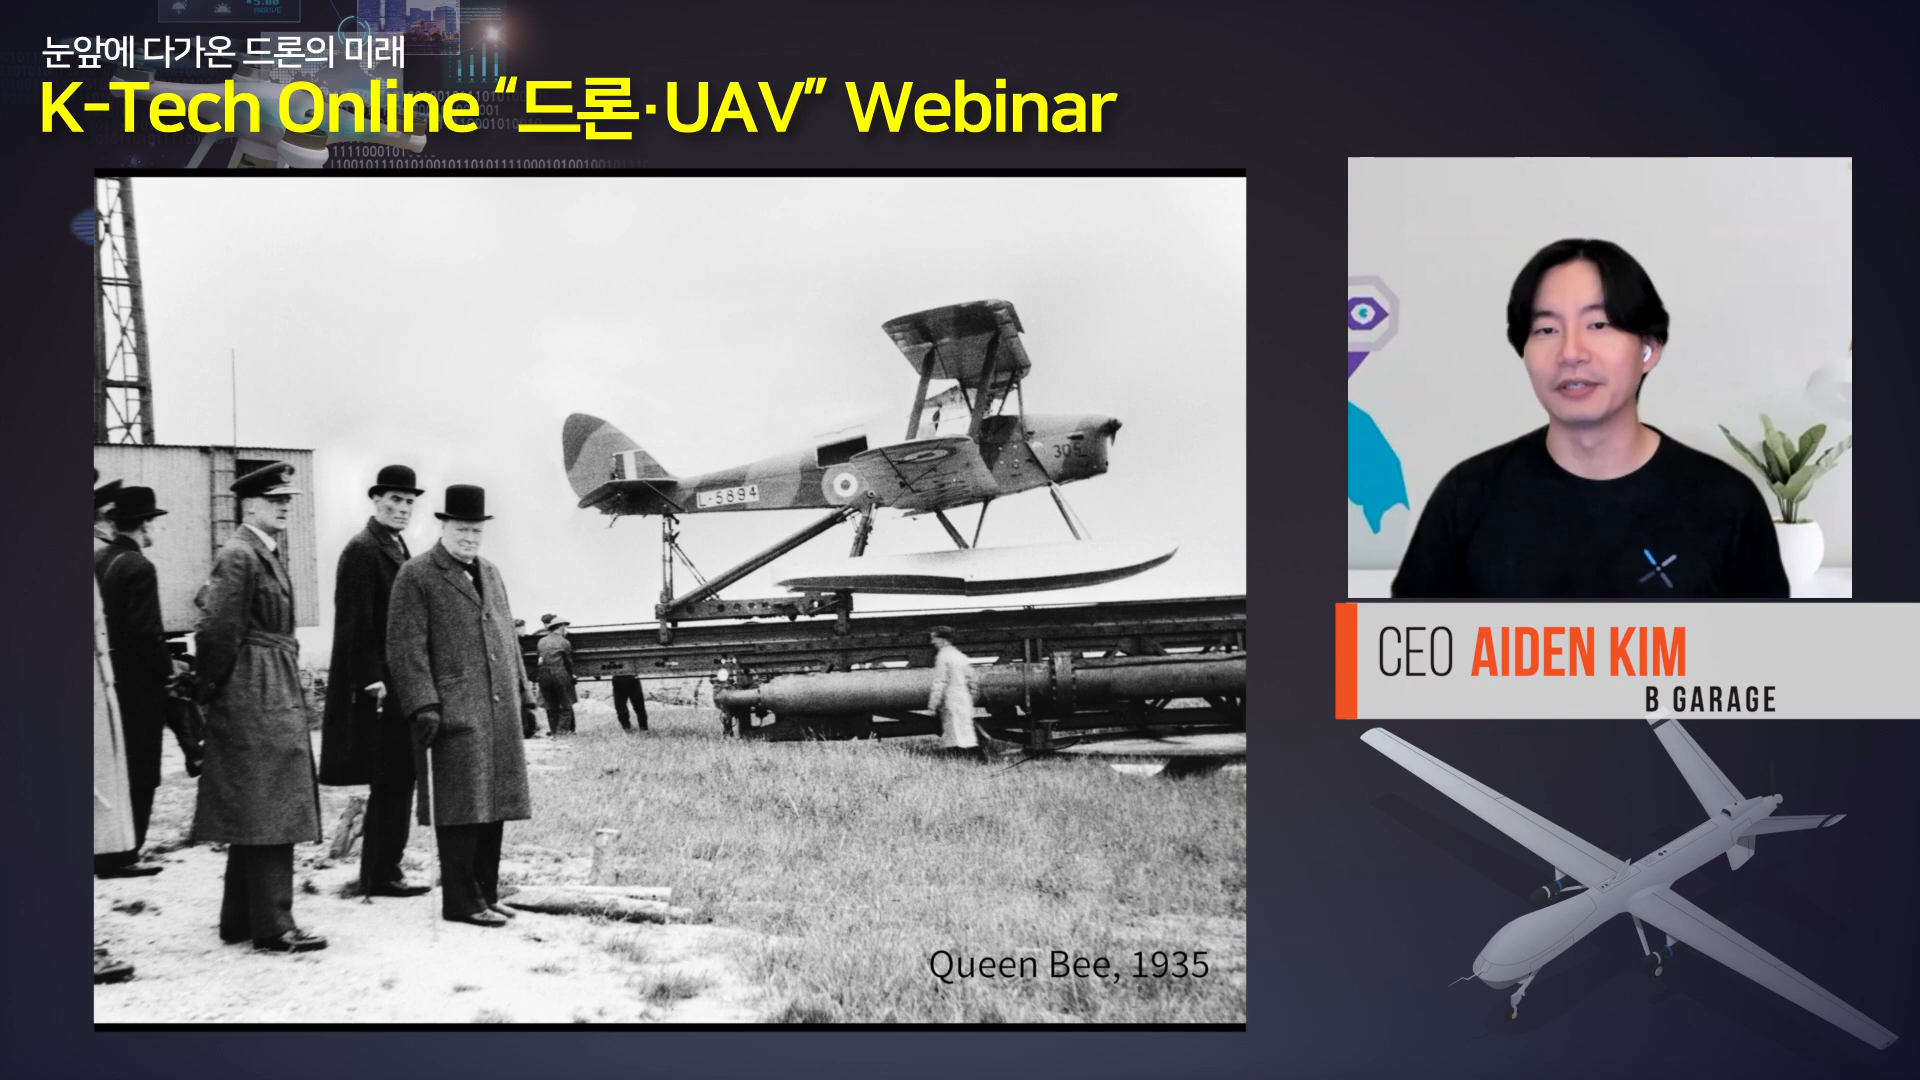 눈앞에 다가온 드론의 미래
K-Tech Online “드론·UAV” Webinar
L-5894
305
Queen Bee, 1935
CEO AIDEN KIM
B GARAGE